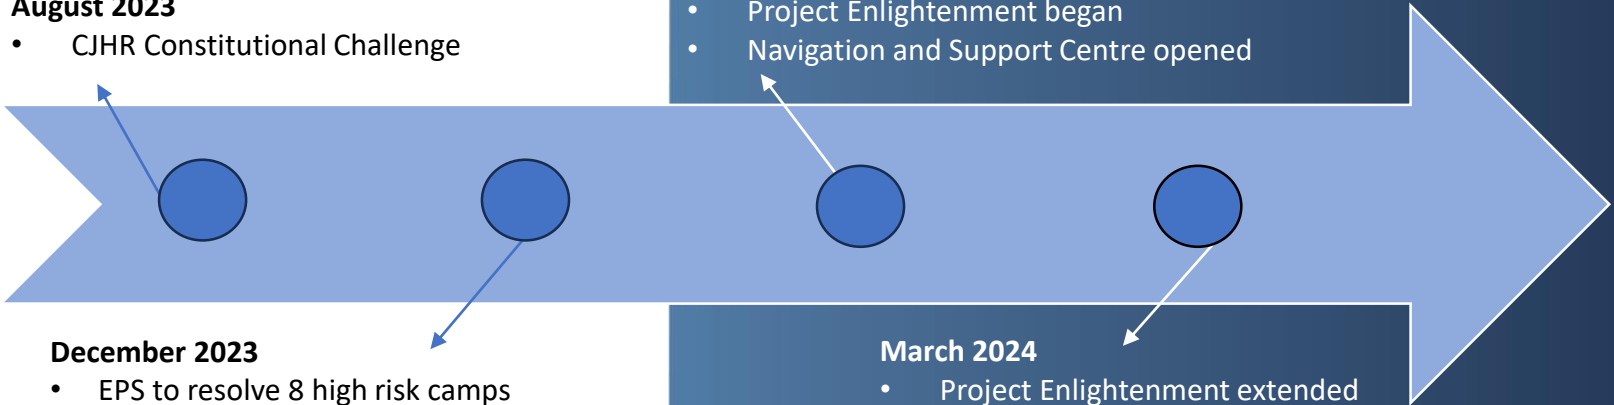 August 2023
• CJHR Constitutional Challenge
• Project Enlightenment began
• Navigation and Support Centre opened
December 2023
• EPS to resolve 8 high risk camps
March 2024
• Project Enlightenment extended